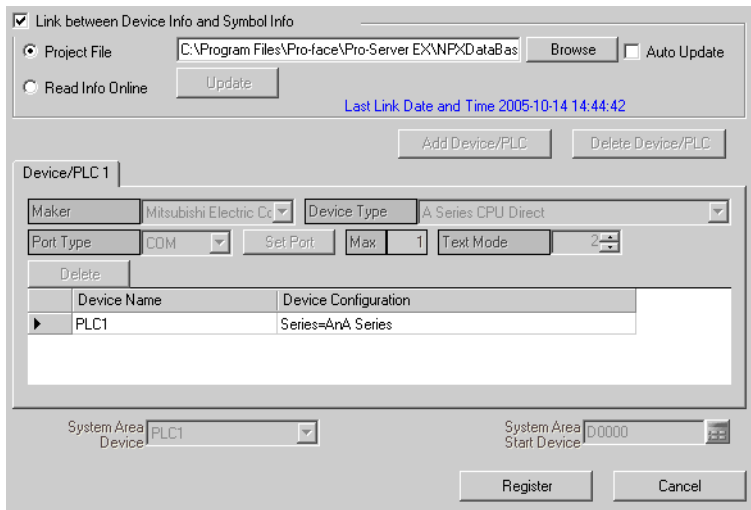 Link between Device Info and Symbol Info
Project File C:\Program Files\Pro-face\Pro-Server EX\NPXDataBas Browse Auto Update
Read Info Online Update
Last Link Date and Time 2005-10-14 14:44:42
Add Device/PLC Delete Device/PLC
Device/PLC 1
Maker Mitsubishi Electric Cc Device Type A Series CPU Direct
Port Type COM Set Port Max 1 Text Mode 2
Delete
Device Name Device Configuration
PLC1 Series=AnA Series
System Area Device PLC1 System Area Start Device D0000
Register Cancel